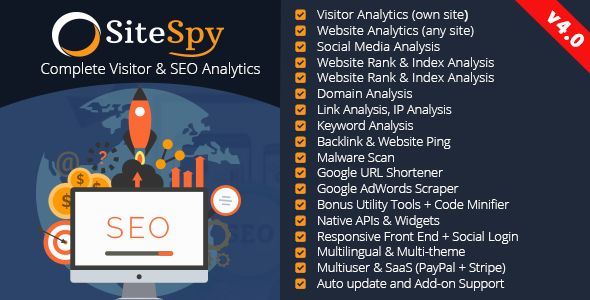 SiteSpy
Complete Visitor & SEO Analytics
SEO
v4.0
Visitor Analytics (own site)
Website Analytics (any site)
Social Media Analysis
Website Rank & Index Analysis
Website Rank & Index Analysis
Domain Analysis
Link Analysis, IP Analysis
Keyword Analysis
Backlink & Website Ping
Malware Scan
Google URL Shortener
Google AdWords Scraper
Bonus Utility Tools + Code Minifier
Native APIs & Widgets
Responsive Front End + Social Login
Multilingual & Multi-theme
Multiuser & SaaS (PayPal + Stripe)
Auto update and Add-on Support